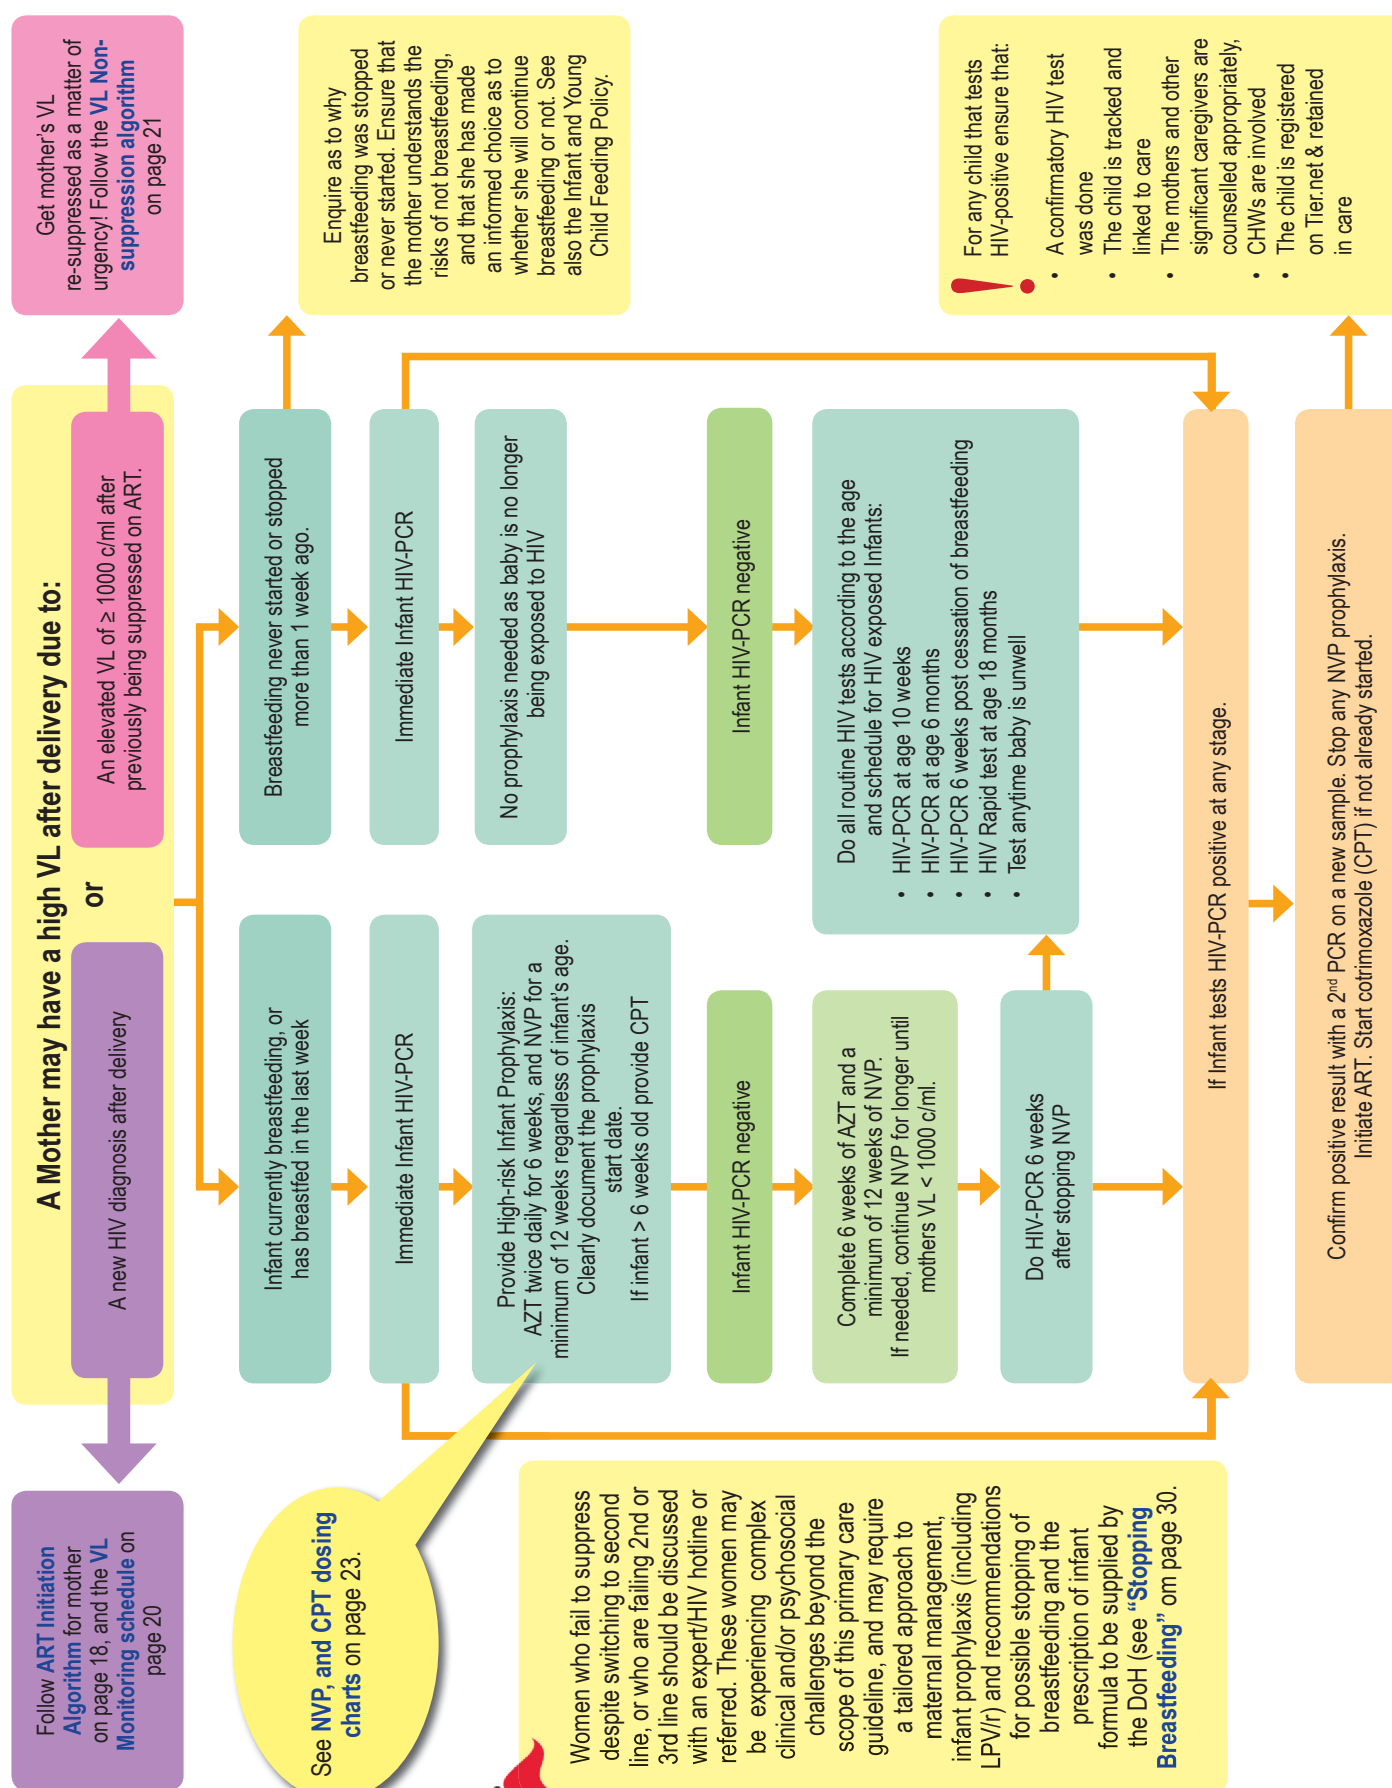 A Mother may have a high VL after delivery due to:
A new HIV diagnosis after delivery
or
An elevated VL of ≥ 1000 c/ml after
previously being suppressed on ART.
Follow ART Initiation
Algorithm for mother
on page 18, and the VL
Monitoring schedule on
page 20
Get mother's VL
re-suppressed as a matter of
urgency! Follow the VL Non-
suppression algorithm
on page 21
Infant currently breastfeeding, or
has breastfed in the last week
Immediate Infant HIV-PCR
Provide High-risk Infant Prophylaxis:
AZT twice daily for 6 weeks, and NVP for a
minimum of 12 weeks regardless of infant's age.
Clearly document the prophylaxis
start date.
If infant > 6 weeks old provide CPT
See NVP, and CPT dosing
charts on page 23.
Infant HIV-PCR negative
Complete 6 weeks of AZT and a
minimum of 12 weeks of NVP.
If needed, continue NVP for longer until
mothers VL < 1000 c/ml.
Do HIV-PCR 6 weeks
after stopping NVP
Breastfeeding never started or stopped
more than 1 week ago.
Enquire as to why
breastfeeding was stopped
or never started. Ensure that
the mother understands the
risks of not breastfeeding,
and that she has made
an informed choice as to
whether she will continue
breastfeeding or not. See
also the Infant and Young
Child Feeding Policy.
Immediate Infant HIV-PCR
No prophylaxis needed as baby is no longer
being exposed to HIV
Infant HIV-PCR negative
Do all routine HIV tests according to the age
and schedule for HIV exposed Infants:
• HIV-PCR at age 10 weeks
• HIV-PCR at age 6 months
• HIV-PCR 6 weeks post cessation of breastfeeding
• HIV Rapid test at age 18 months
• Test anytime baby is unwell
If Infant tests HIV-PCR positive at any stage.
Confirm positive result with a 2nd PCR on a new sample. Stop any NVP prophylaxis.
Initiate ART. Start cotrimoxazole (CPT) if not already started.
For any child that tests
HIV-positive ensure that:
• A confirmatory HIV test
was done
• The child is tracked and
linked to care
• The mothers and other
significant caregivers are
counselled appropriately,
CHWs are involved
• The child is registered
on Tier.net & retained
in care
Women who fail to suppress
despite switching to second
line, or who are failing 2nd or
3rd line should be discussed
with an expert/HIV hotline or
referred. These women may
be experiencing complex
clinical and/or psychosocial
challenges beyond the
scope of this primary care
guideline, and may require
a tailored approach to
maternal management,
infant prophylaxis (including
LPV/r) and recommendations
for possible stopping of
breastfeeding and the
prescription of infant
formula to be supplied by
the DoH (see "Stopping
Breastfeeding" om page 30.